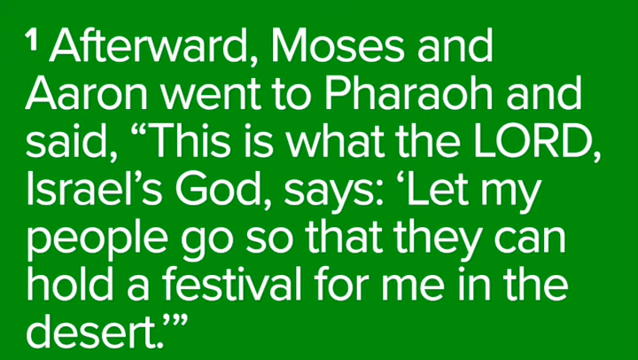 ¹ Afterward, Moses and
Aaron went to Pharaoh and
said, “This is what the LORD,
Israel’s God, says: ‘Let my
people go so that they can
hold a festival for me in the
desert.’”